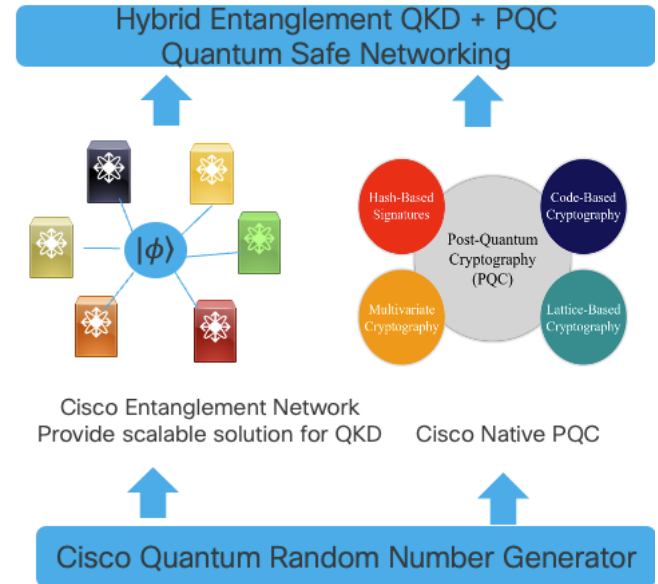 Hybrid Entanglement QKD + PQC
Quantum Safe Networking
|ϕ⟩
Hash-Based
Signatures
Code-Based
Cryptography
Post-Quantum
Cryptography
(PQC)
Multivariate
Cryptography
Lattice-Based
Cryptography
Cisco Entanglement Network
Provide scalable solution for QKD
Cisco Native PQC
Cisco Quantum Random Number Generator